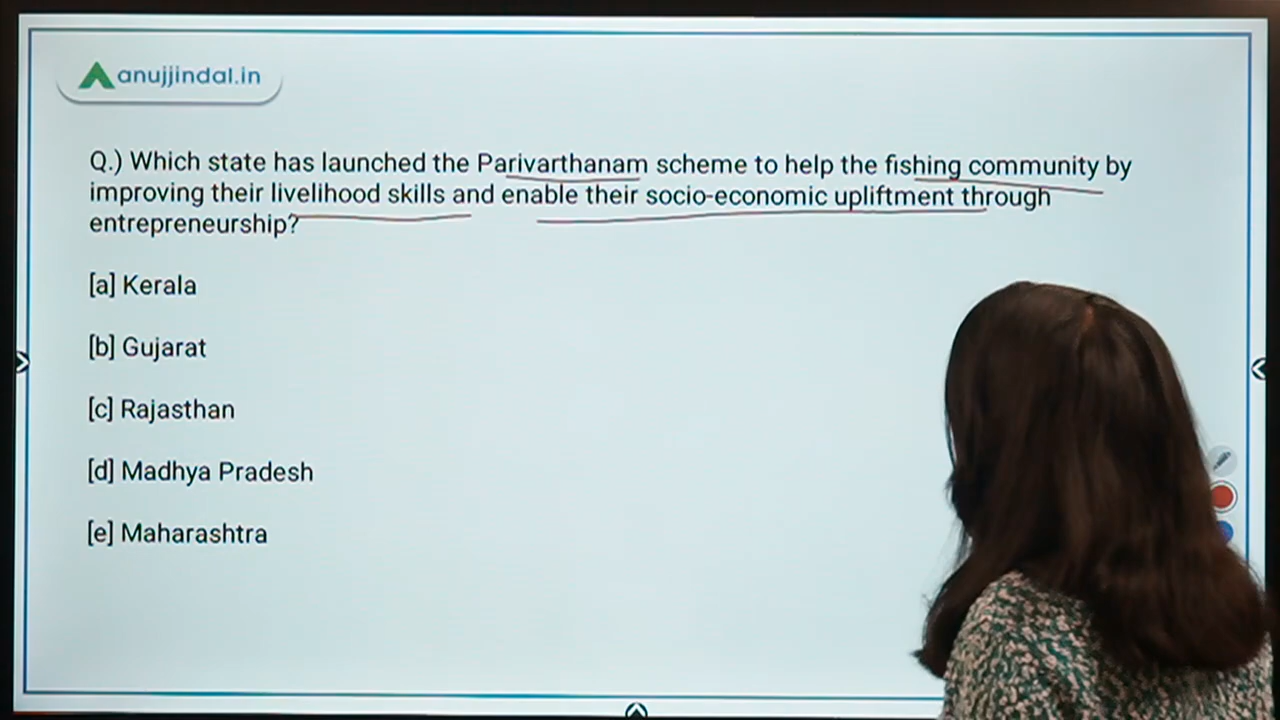 anujjindal.in
Q.) Which state has launched the Parivarthanam scheme to help the fishing community by
improving their livelihood skills and enable their socio-economic upliftment through
entrepreneurship?
[a] Kerala
[b] Gujarat
[c] Rajasthan
[d] Madhya Pradesh
[e] Maharashtra